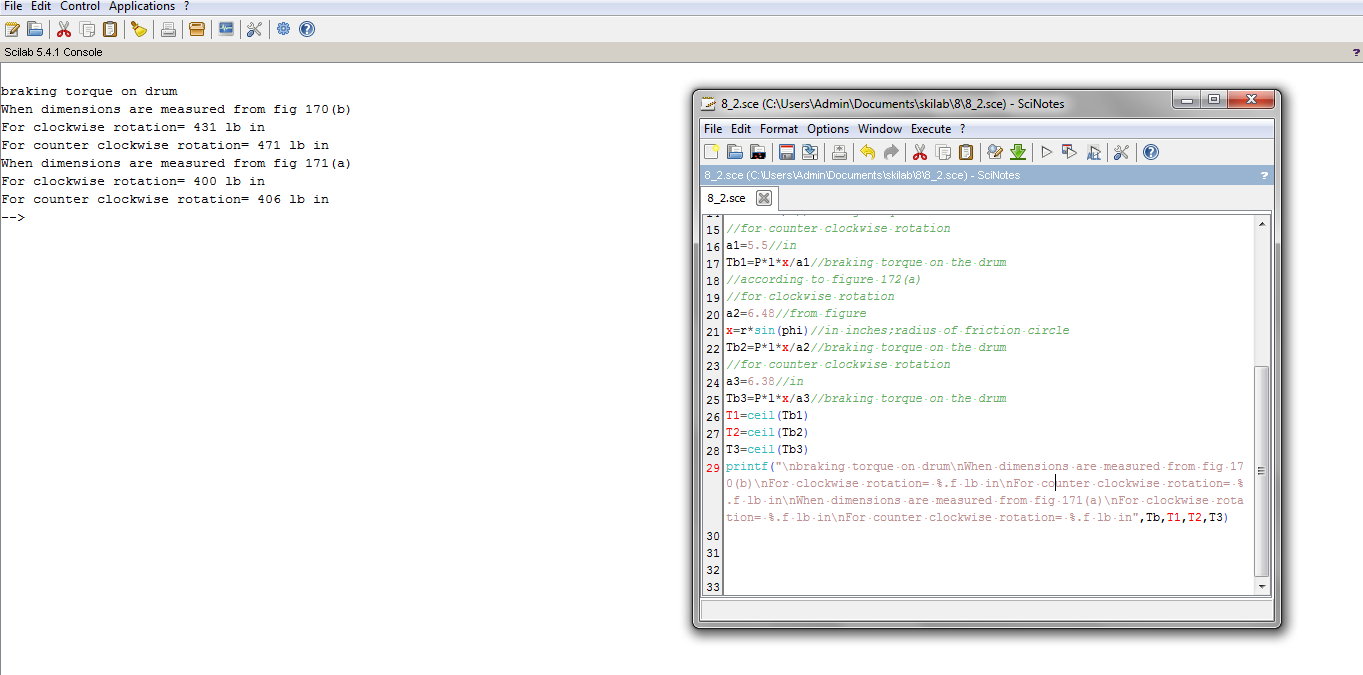 File Edit Control Applications ?
Scilab 5.4.1 Console
?
braking torque on drum
When dimensions are measured from fig 170(b)
For clockwise rotation= 431 lb in
For counter clockwise rotation= 471 lb in
When dimensions are measured from fig 171(a)
For clockwise rotation= 400 lb in
For counter clockwise rotation= 406 lb in
-->
8_2.sce (C:\Users\Admin\Documents\skilab\8\8_2.sce) - SciNotes
File Edit Format Options Window Execute ?
8_2.sce (C:\Users\Admin\Documents\skilab\8\8_2.sce) - SciNotes
?
8_2.sce
15 //for counter clockwise rotation
16 a1=5.5//in
17 Tb1=P*l*x/a1//braking torque on the drum
18 //according to figure 172(a)
19 //for clockwise rotation
20 a2=6.48//from figure
21 x=r*sin(phi)//in inches;radius of friction circle
22 Tb2=P*l*x/a2//braking torque on the drum
23 //for counter clockwise rotation
24 a3=6.38//in
25 Tb3=P*l*x/a3//braking torque on the drum
26 T1=ceil(Tb1)
27 T2=ceil(Tb2)
28 T3=ceil(Tb3)
29 printf("\nbraking torque on drum\nWhen dimensions are measured from fig 17
0(b)\nFor clockwise rotation= %.f lb in\nFor counter clockwise rotation= %
.f lb in\nWhen dimensions are measured from fig 171(a)\nFor clockwise rota
tion= %.f lb in\nFor counter clockwise rotation= %.f lb in",Tb,T1,T2,T3)
30
31
32
33